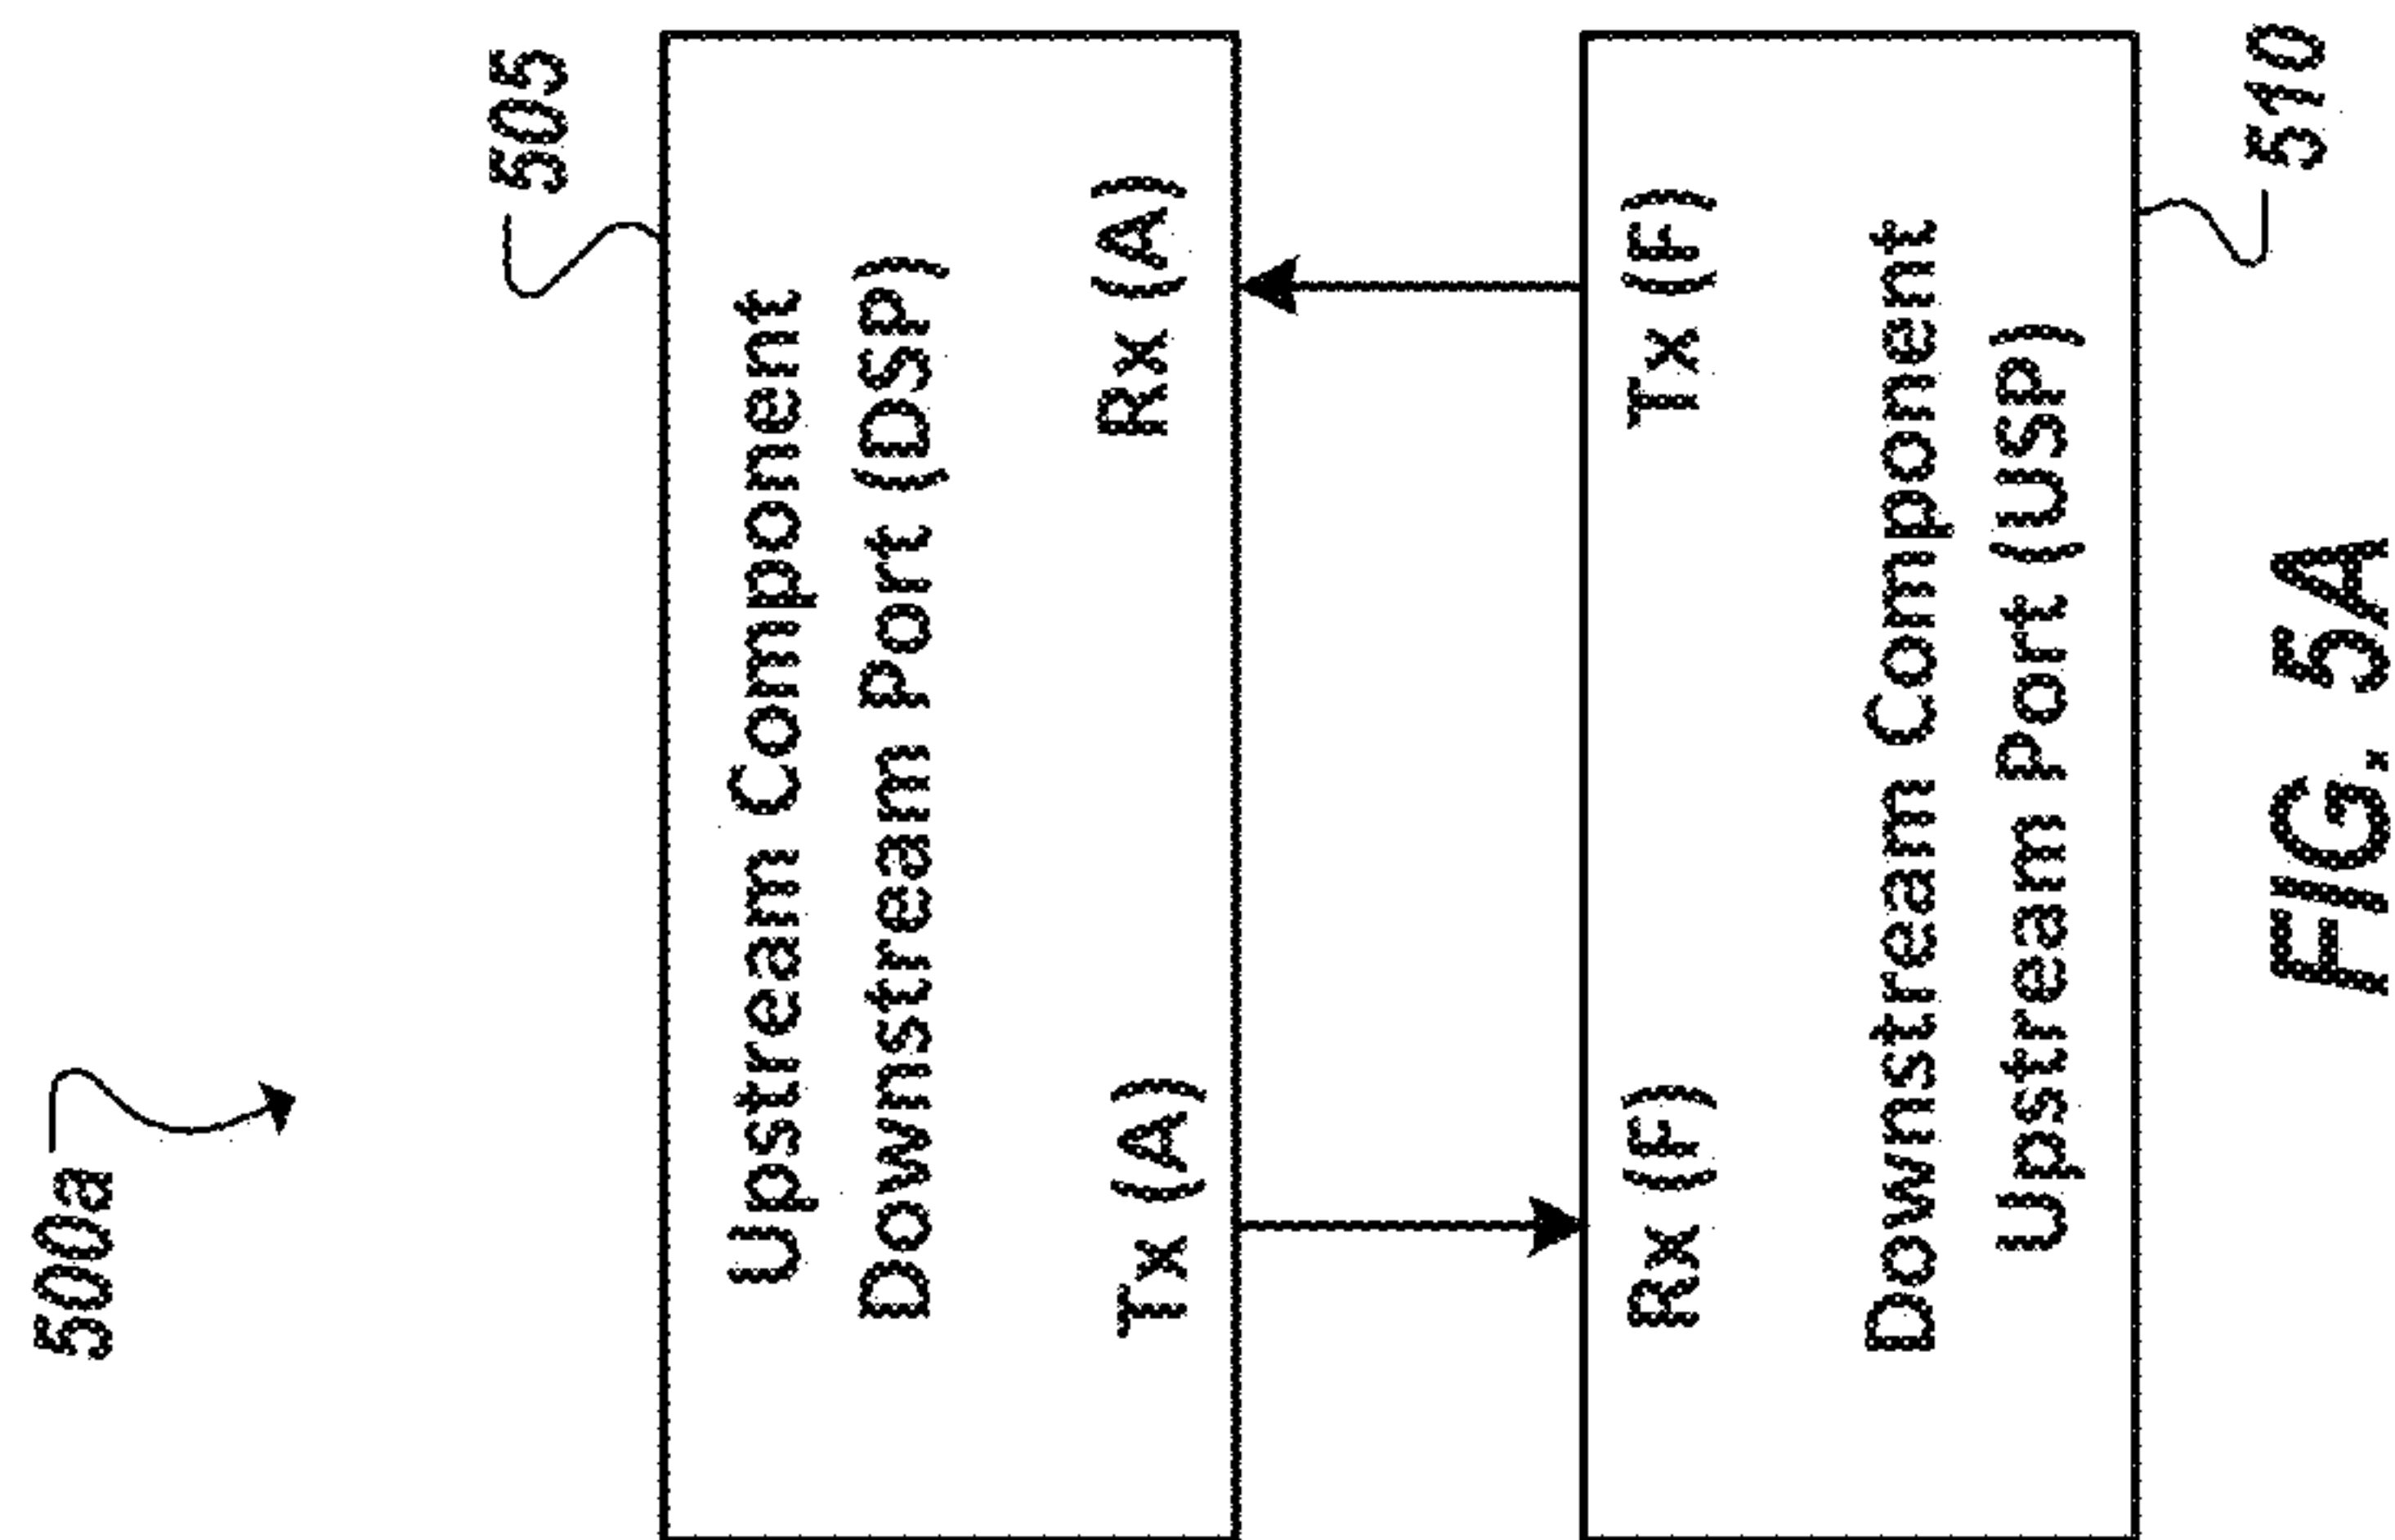 500a
505
Upstream Component
Downstream Port (DSP)
Tx (A) Rx (A)
Rx (F) Tx (F)
Downstream Component
Upstream Port (USP)
510
FIG. 5A